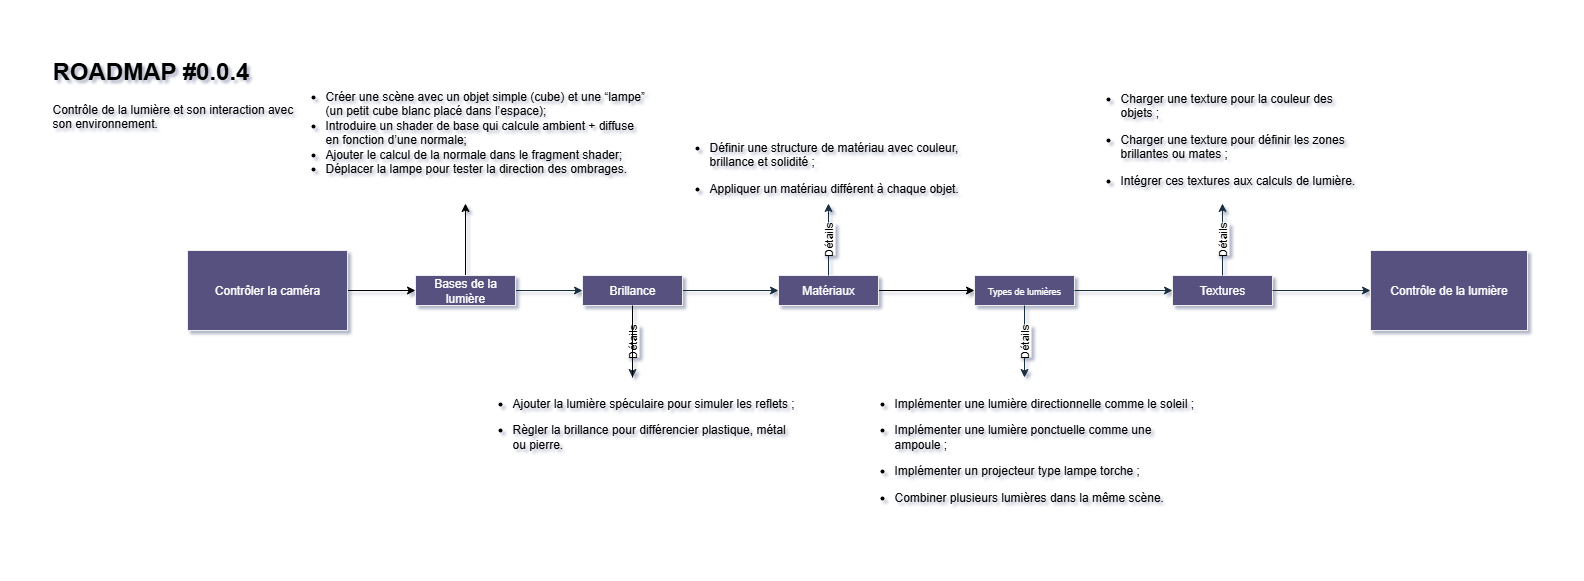 ROADMAP #0.0.4
Contrôle de la lumière et son interaction avec
son environnement.
• Créer une scène avec un objet simple (cube) et une “lampe”
(un petit cube blanc placé dans l’espace);
• Introduire un shader de base qui calcule ambient + diffuse
en fonction d’une normale;
• Ajouter le calcul de la normale dans le fragment shader;
• Déplacer la lampe pour tester la direction des ombrages.
• Définir une structure de matériau avec couleur,
brillance et solidité ;
• Appliquer un matériau différent à chaque objet.
• Charger une texture pour la couleur des
objets ;
• Charger une texture pour définir les zones
brillantes ou mates ;
• Intégrer ces textures aux calculs de lumière.
Détails
Détails
Contrôler la caméra
Bases de la
lumière
Brillance
Matériaux
Types de lumières
Textures
Contrôle de la lumière
Détails
Détails
• Ajouter la lumière spéculaire pour simuler les reflets ;
• Règler la brillance pour différencier plastique, métal
ou pierre.
• Implémenter une lumière directionnelle comme le soleil ;
• Implémenter une lumière ponctuelle comme une
ampoule ;
• Implémenter un projecteur type lampe torche ;
• Combiner plusieurs lumières dans la même scène.